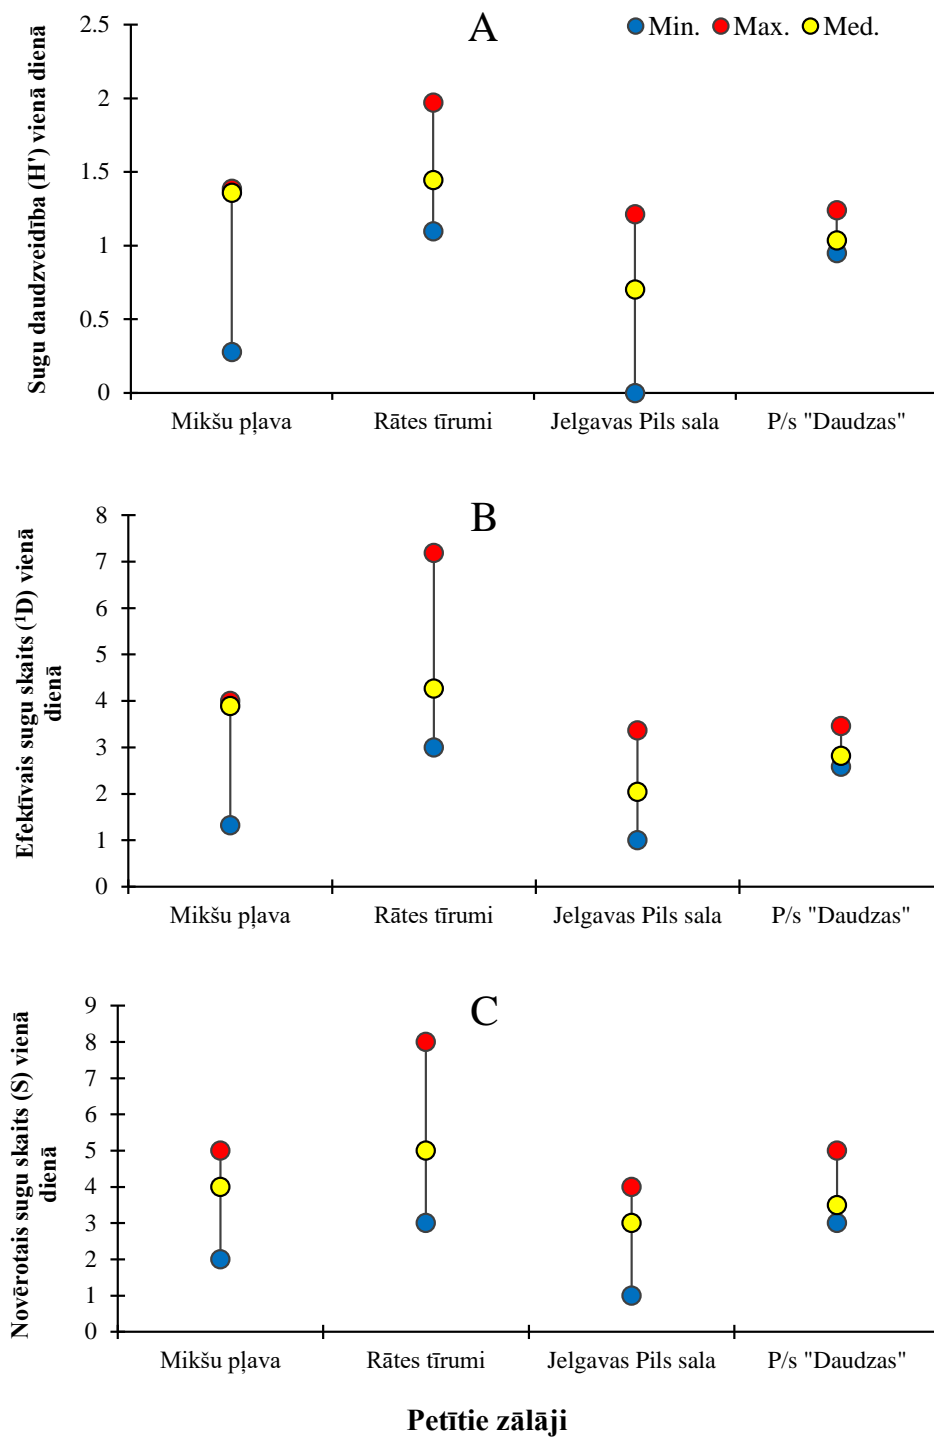 A
Min. Max. Med.
Sugu daudzveidība (H') vienā dienā
2.5
2
1.5
1
0.5
0
Mikšu pļava Rātes tīrumi Jelgavas Pils sala P/s "Daudzas"
B
Efektīvais sugu skaits (¹D) vienā
dienā
8
7
6
5
4
3
2
1
0
Mikšu pļava Rātes tīrumi Jelgavas Pils sala P/s "Daudzas"
C
Novērotais sugu skaits (S) vienā
dienā
9
8
7
6
5
4
3
2
1
0
Mikšu pļava Rātes tīrumi Jelgavas Pils sala P/s "Daudzas"
Petītie zālāji